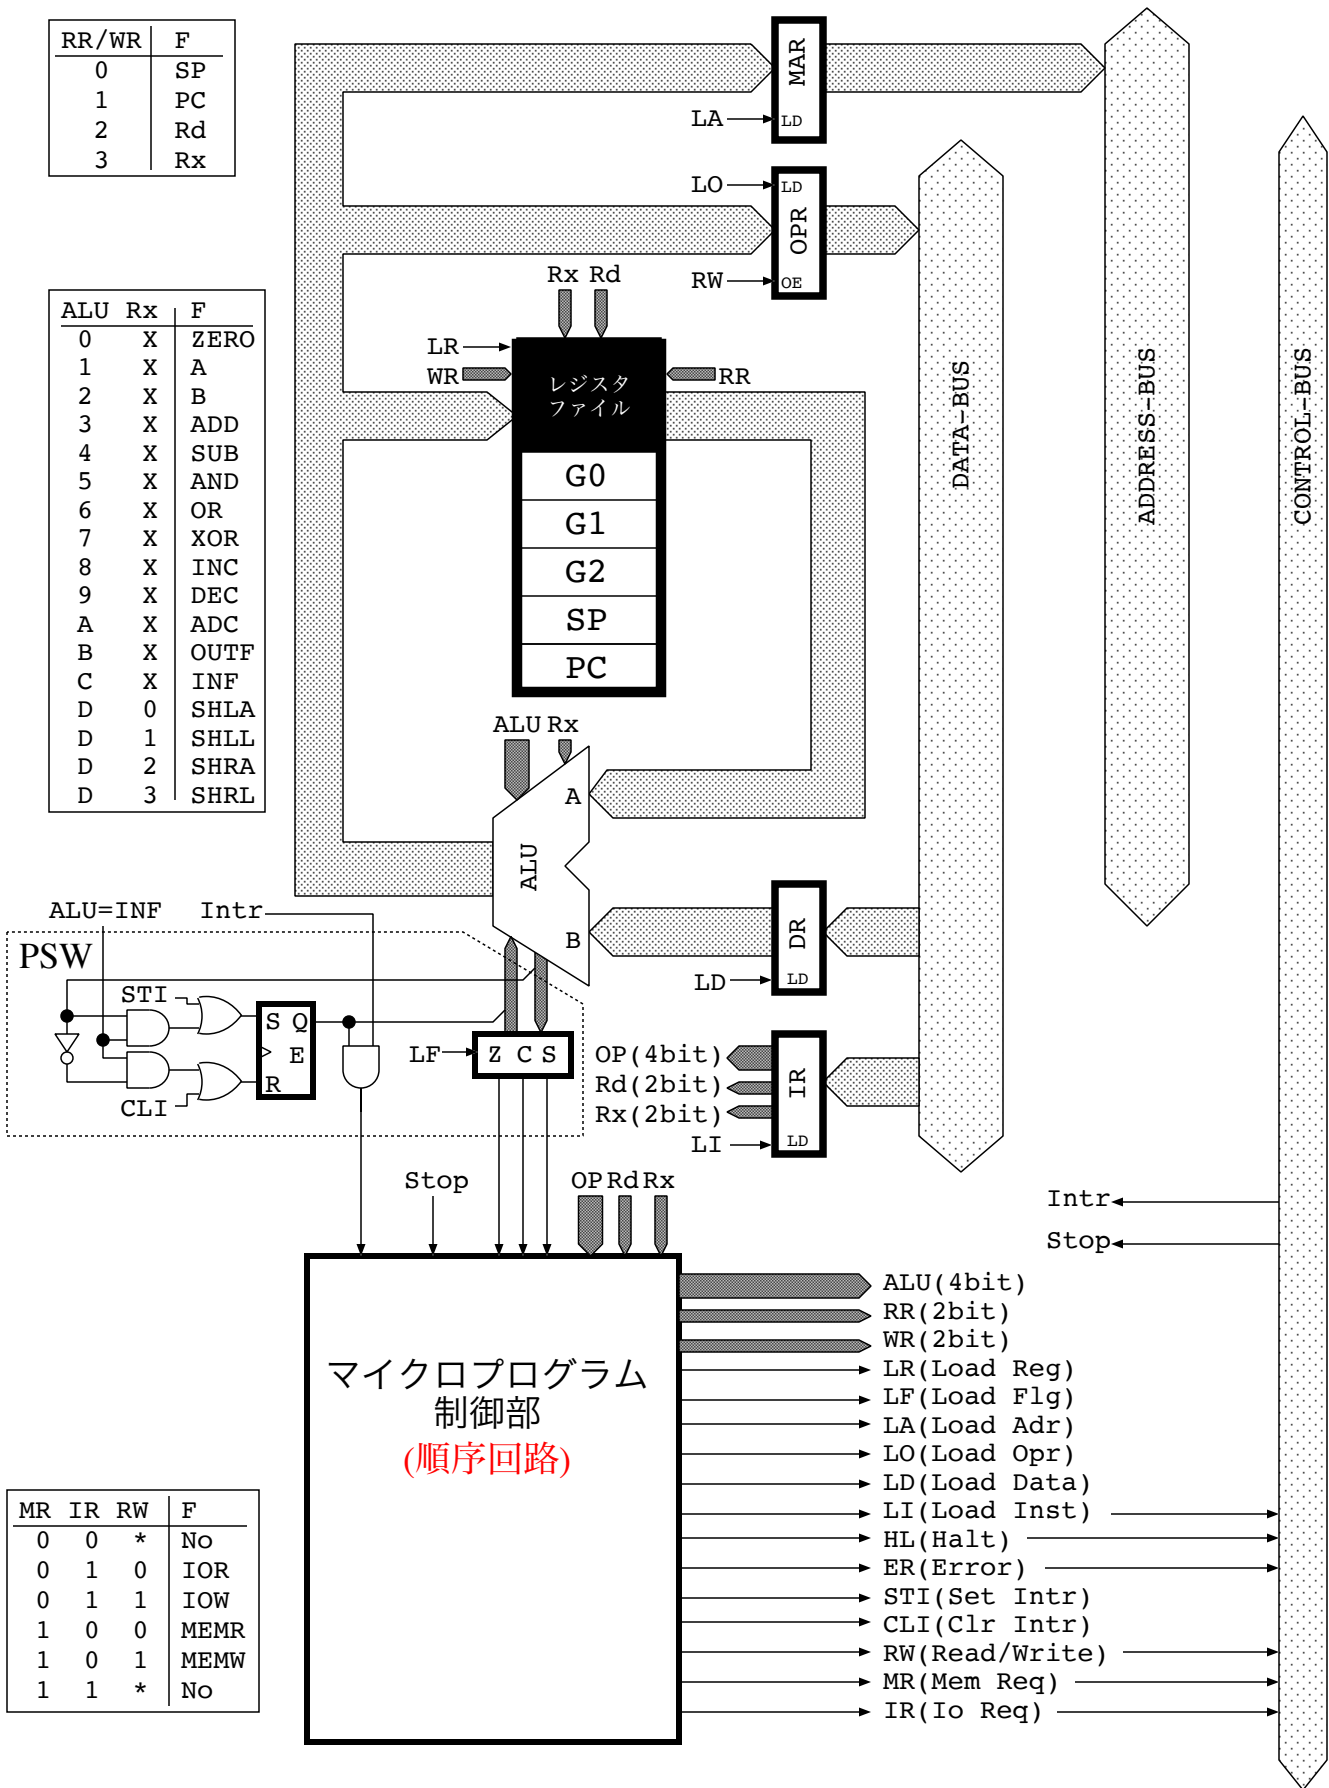 RR/WR F
0 SP
1 PC
2 Rd
3 Rx
MAR
LA
LD
LO
LD
OPR
RW
OE
ALU Rx F
0 X ZERO
1 X A
2 X B
3 X ADD
4 X SUB
5 X AND
6 X OR
7 X XOR
8 X INC
9 X DEC
A X ADC
B X OUTF
C X INF
D 0 SHLA
D 1 SHLL
D 2 SHRA
D 3 SHRL
Rx Rd
LR
WR
RR
レジスタ
ファイル
G0
G1
G2
SP
PC
DATA-BUS
ADDRESS-BUS
CONTROL-BUS
ALU Rx
A
ALU
B
DR
LD
LD
ALU=INF Intr
PSW
STI
S Q
E
R
CLI
LF
Z C S
OP(4bit)
Rd(2bit)
Rx(2bit)
IR
LI
LD
Stop
OP Rd Rx
Intr
Stop
マイクロプログラム
制御部
(順序回路)
ALU(4bit)
RR(2bit)
WR(2bit)
LR(Load Reg)
LF(Load Flg)
LA(Load Adr)
LO(Load Opr)
LD(Load Data)
LI(Load Inst)
HL(Halt)
ER(Error)
STI(Set Intr)
CLI(Clr Intr)
RW(Read/Write)
MR(Mem Req)
IR(Io Req)
MR IR RW F
0 0 * No
0 1 0 IOR
0 1 1 IOW
1 0 0 MEMR
1 0 1 MEMW
1 1 * No